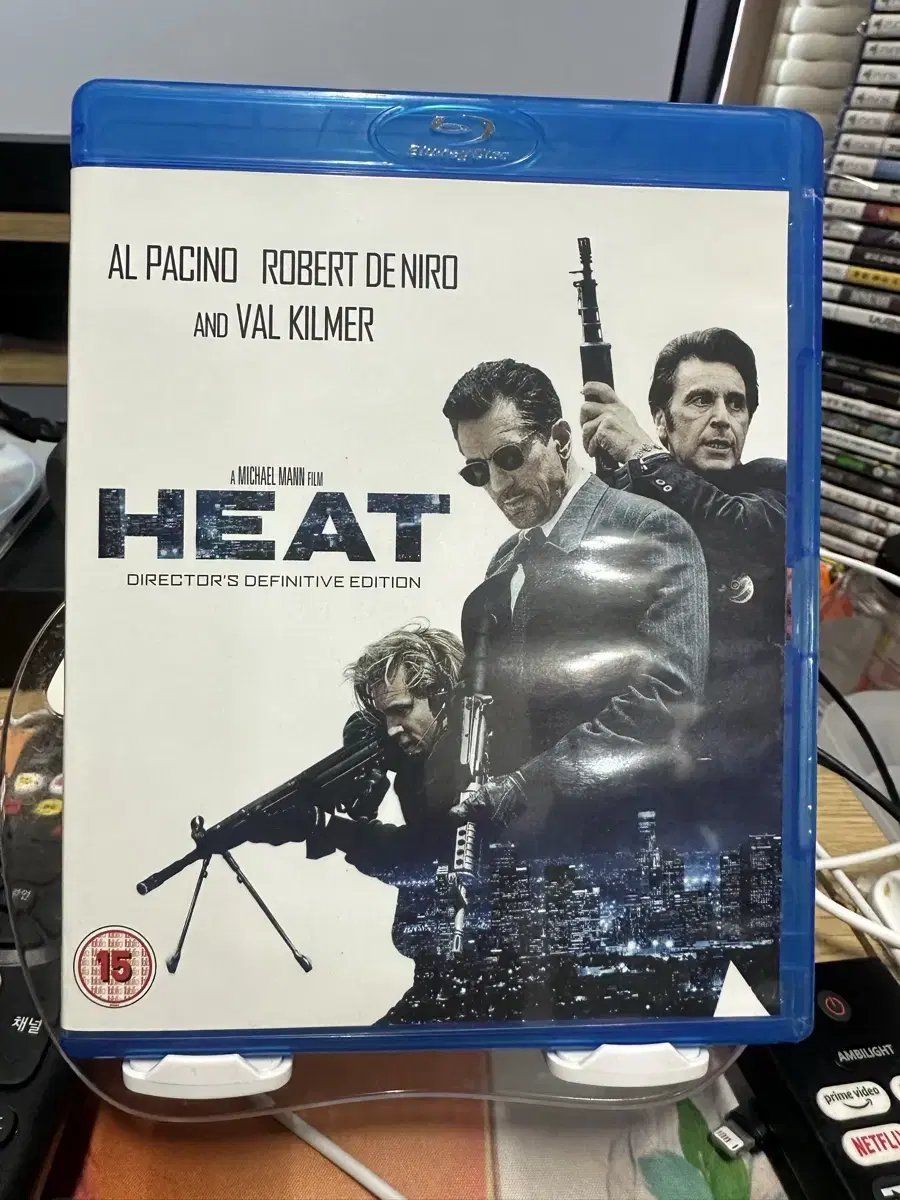 Blu-ray Disc
AL PACINO ROBERT DE NIRO
AND VAL KILMER
A MICHAEL MANN FILM
HEAT
DIRECTOR'S DEFINITIVE EDITION
15
채널
AMBILIGHT
prime video
NETFLIX